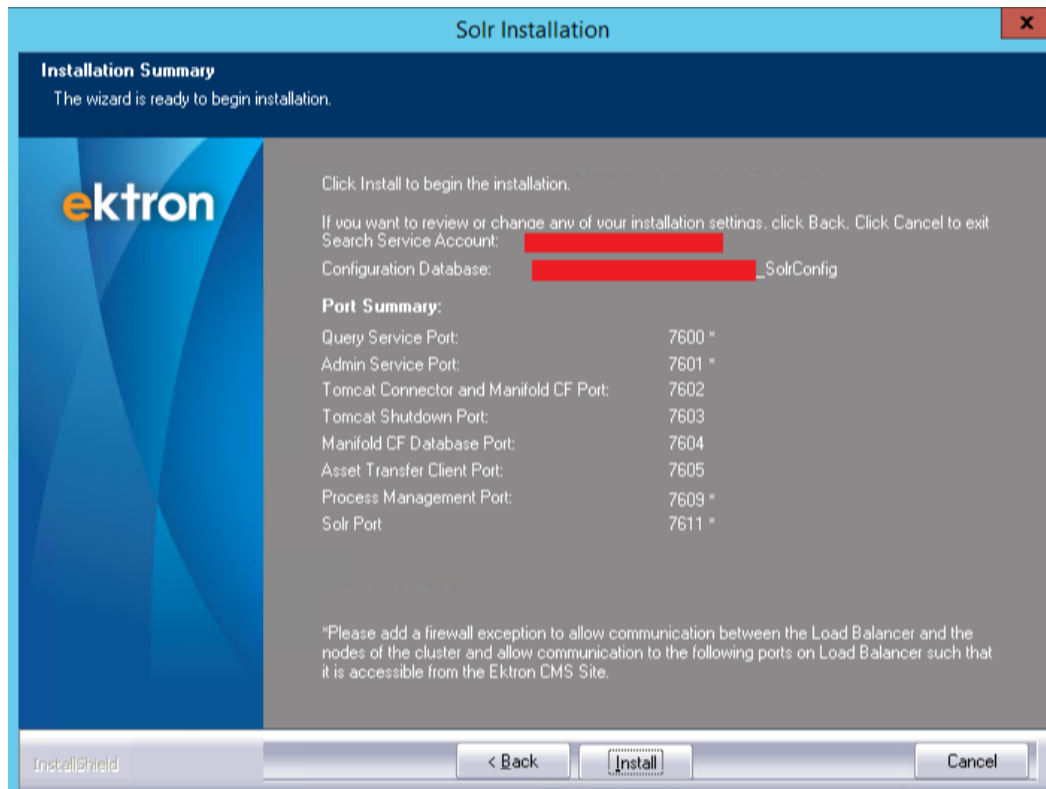 Solr Installation
x
Installation Summary
The wizard is ready to begin installation.
ektron
Click Install to begin the installation.
If you want to review or change any of your installation settings, click Back. Click Cancel to exit
Search Service Account:
Configuration Database: _SolrConfig
Port Summary:
Query Service Port: 7600 *
Admin Service Port: 7601 *
Tomcat Connector and Manifold CF Port: 7602
Tomcat Shutdown Port: 7603
Manifold CF Database Port: 7604
Asset Transfer Client Port: 7605
Process Management Port: 7609 *
Solr Port 7611 *
*Please add a firewall exception to allow communication between the Load Balancer and the
nodes of the cluster and allow communication to the following ports on Load Balancer such that
it is accessible from the Ektron CMS Site.
InstallShield
< Back Install Cancel